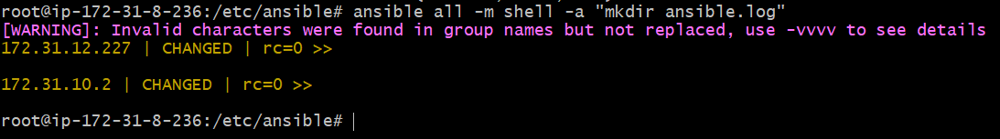 root@ip-172-31-8-236:/etc/ansible# ansible all -m shell -a "mkdir ansible.log"
[WARNING]: Invalid characters were found in group names but not replaced, use -vvvv to see details
172.31.12.227 | CHANGED | rc=0 >>
172.31.10.2 | CHANGED | rc=0 >>
root@ip-172-31-8-236:/etc/ansible#